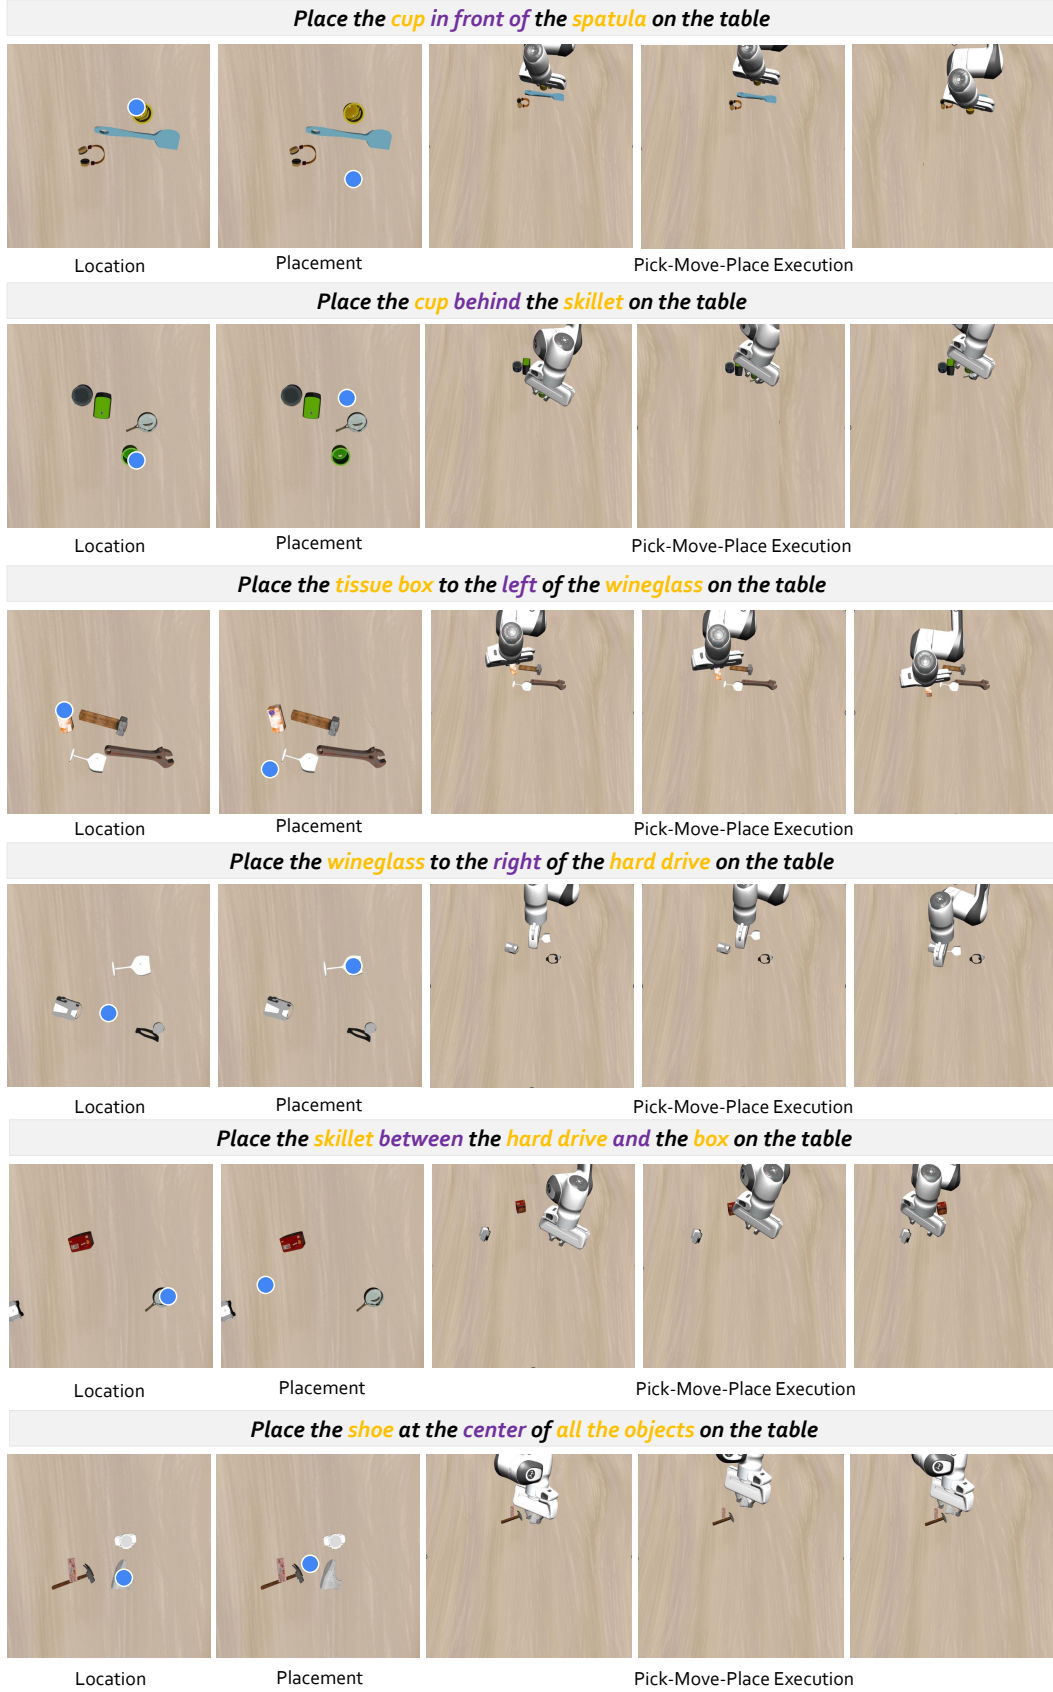 Place the cup in front of the spatula on the table
Location
Placement
Pick-Move-Place Execution
Place the cup behind the skillet on the table
Location
Placement
Pick-Move-Place Execution
Place the tissue box to the left of the wineglass on the table
Location
Placement
Pick-Move-Place Execution
Place the wineglass to the right of the hard drive on the table
Location
Placement
Pick-Move-Place Execution
Place the skillet between the hard drive and the box on the table
Location
Placement
Pick-Move-Place Execution
Place the shoe at the center of all the objects on the table
Location
Placement
Pick-Move-Place Execution